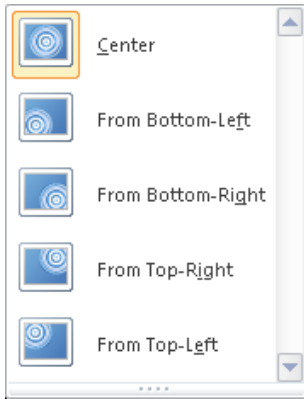 Center
From Bottom-Left
From Bottom-Right
From Top-Right
From Top-Left